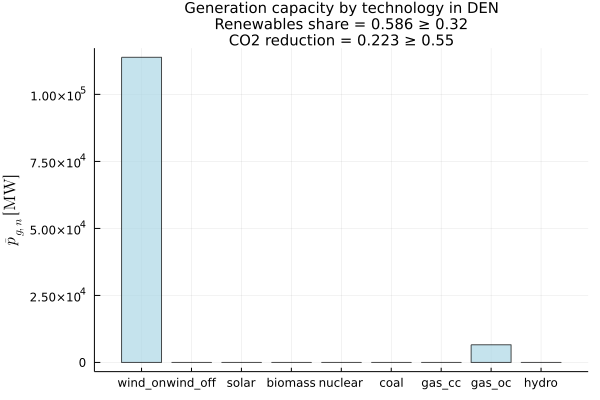 Generation capacity by technology in DEN
Renewables share = 0.586 ≥ 0.32
CO2 reduction = 0.223 ≥ 0.55
p̄_{g,n} [MW]
1.00×10⁵
7.50×10⁴
5.00×10⁴
2.50×10⁴
0
wind_on wind_off solar biomass nuclear coal gas_cc gas_oc hydro